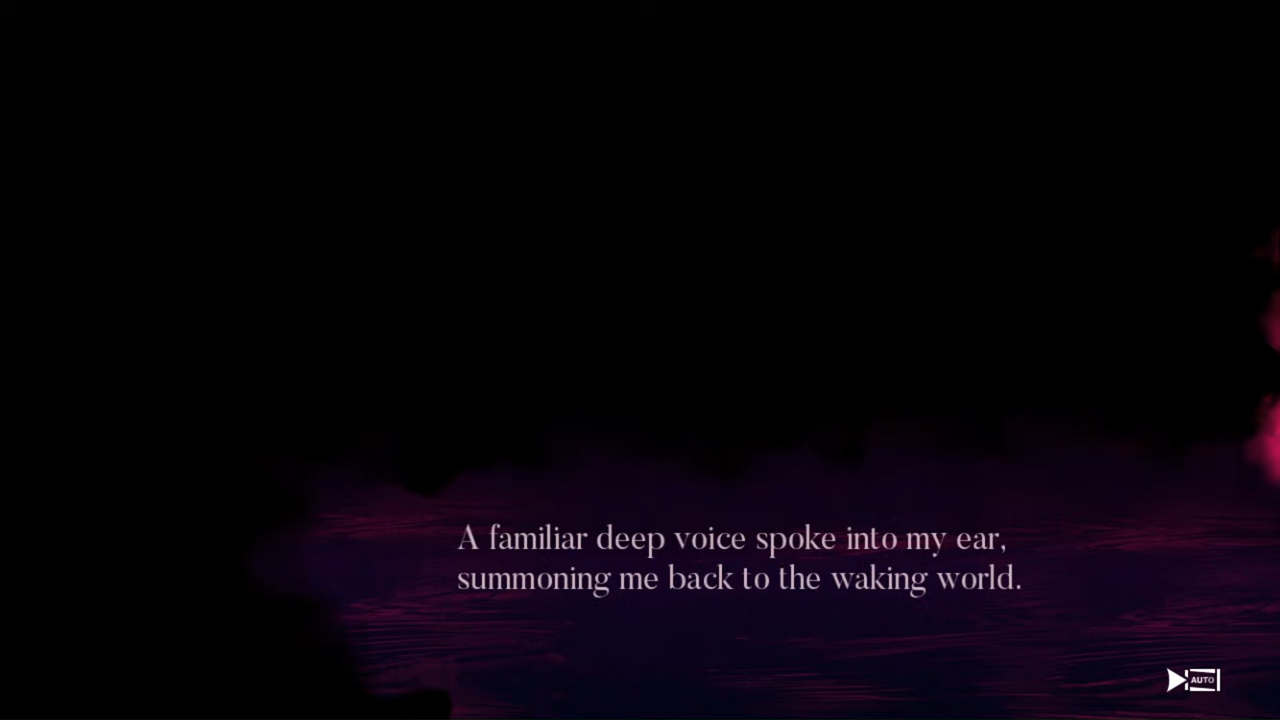 A familiar deep voice spoke into my ear,
summoning me back to the waking world.
AUTO